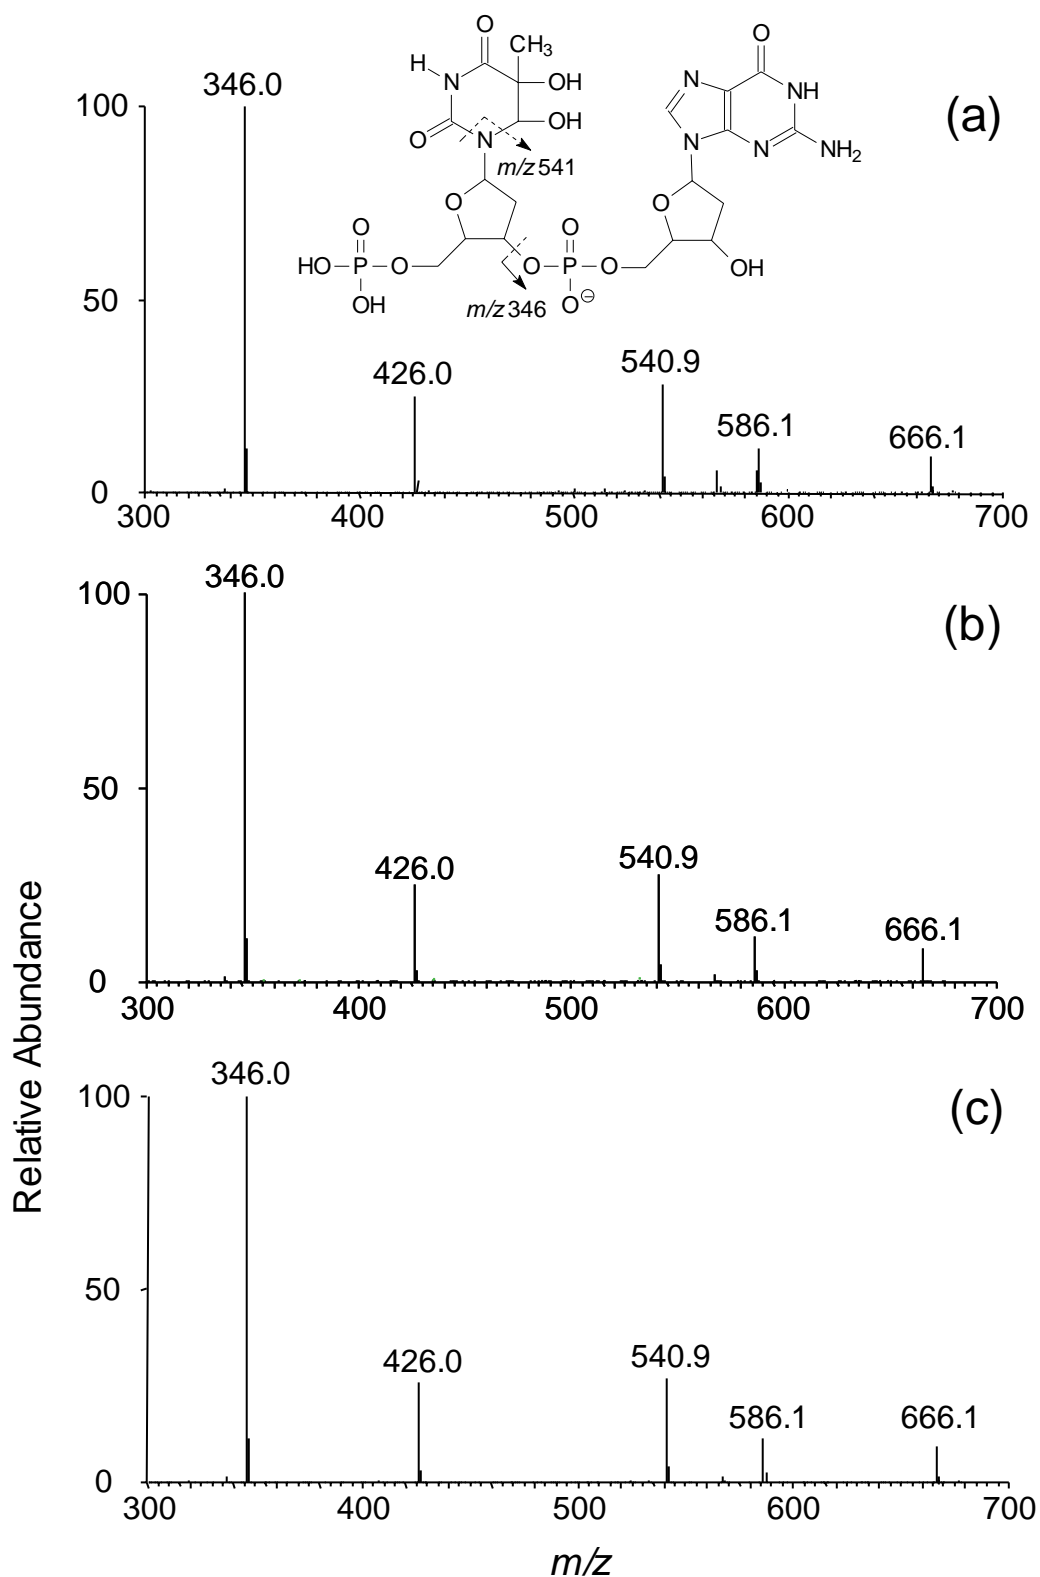 (a)
100
50
0
346.0
426.0
540.9
586.1
666.1
300 400 500 600 700
O
CH3
H
N
OH
OH
O
N
m/z 541
O
O
HO P O
OH
O P O
O ⊖
O
m/z 346
O
N
NH
N
N
NH2
O
OH
(b)
100
50
0
346.0
426.0
540.9
586.1
666.1
300 400 500 600 700
(c)
100
50
0
346.0
426.0
540.9
586.1
666.1
300 400 500 600 700
Relative Abundance
m/z